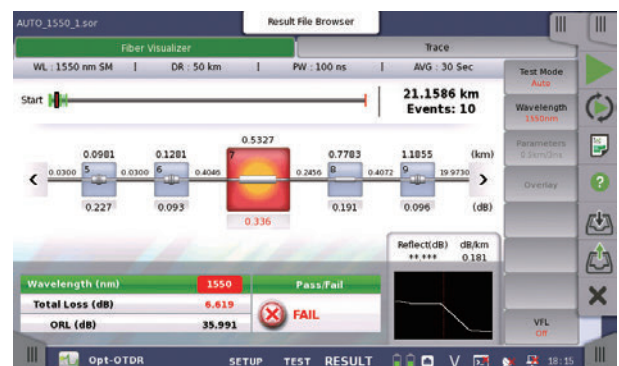 AUTO_1550_1.sor
Result File Browser
Fiber Visualizer
Trace
WL : 1550 nm SM | DR : 50 km | PW : 100 ns | AVG : 30 Sec
Test Mode
Auto
Start
21.1586 km
Events: 10
Wavelength
1550nm
Parameters
0.5327
0.0981 0.1281 0.7783 1.1855 (km)
5 6 7 8 9
0.0300 0.0300 0.4046 0.2456 0.4072 19.9730
Overlay
0.227 0.093 0.336 0.191 0.096 (dB)
Reflect(dB) dB/km
**.*** 0.181
Wavelength (nm) 1550 Pass/Fail
Total Loss (dB) 6.619
FAIL
ORL (dB) 35.991
VFL
Off
Opt-OTDR SETUP TEST RESULT V 18:15